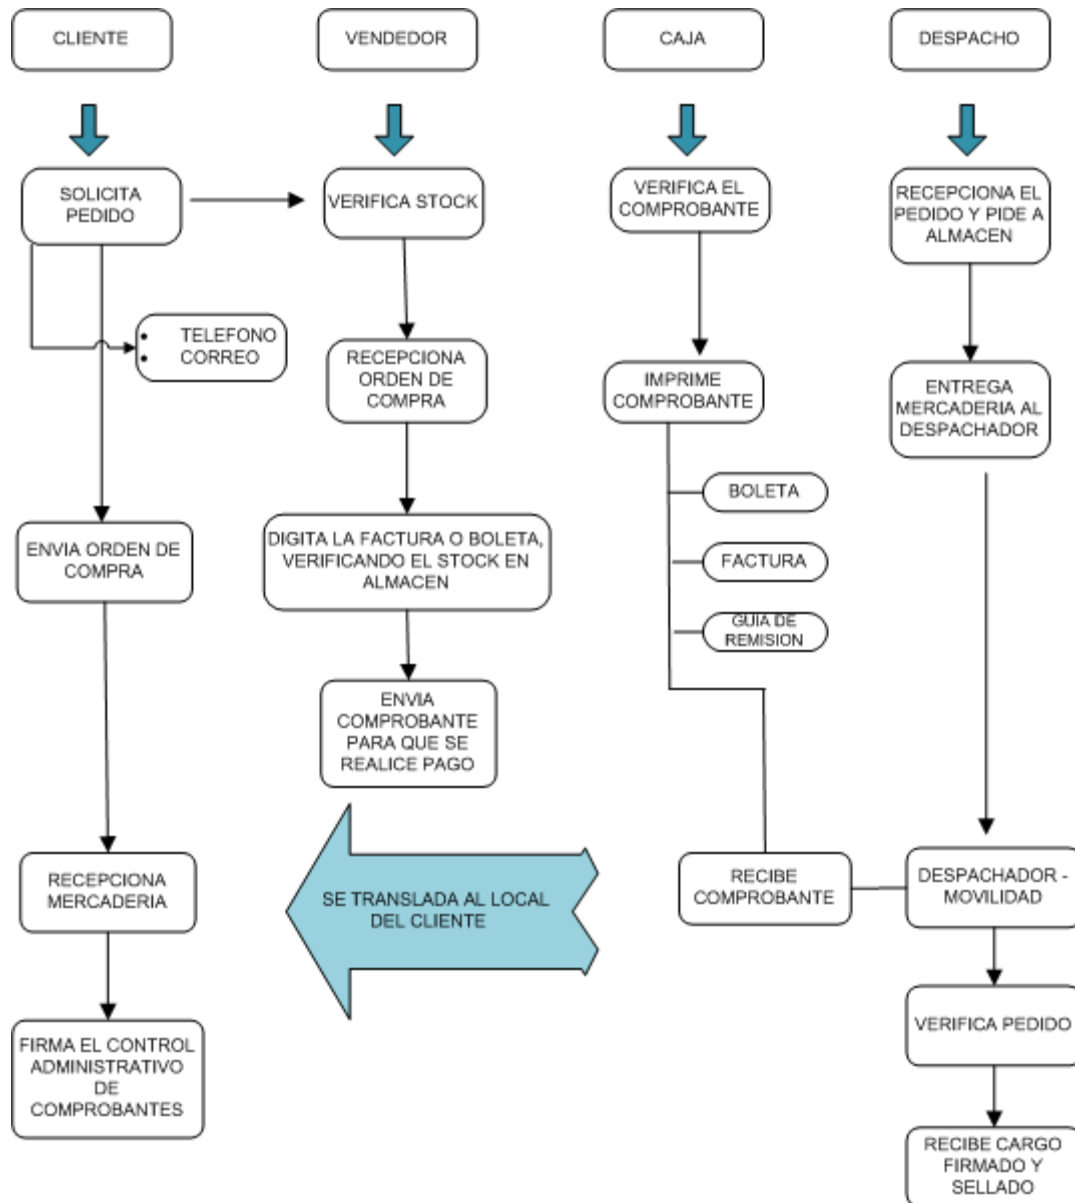 CLIENTE
VENDEDOR
CAJA
DESPACHO
SOLICITA
PEDIDO
VERIFICA STOCK
VERIFICA EL
COMPROBANTE
RECEPCIONA EL
PEDIDO Y PIDE A
ALMACEN
• TELEFONO
• CORREO
RECEPCIONA
ORDEN DE
COMPRA
IMPRIME
COMPROBANTE
ENTREGA
MERCADERIA AL
DESPACHADOR
BOLETA
FACTURA
GUIA DE
REMISION
ENVIA ORDEN DE
COMPRA
DIGITA LA FACTURA O BOLETA,
VERIFICANDO EL STOCK EN
ALMACEN
ENVIA
COMPROBANTE
PARA QUE SE
REALICE PAGO
RECEPCIONA
MERCADERIA
SE TRANSLADA AL LOCAL
DEL CLIENTE
RECIBE
COMPROBANTE
DESPACHADOR -
MOVILIDAD
FIRMA EL CONTROL
ADMINISTRATIVO
DE
COMPROBANTES
VERIFICA PEDIDO
RECIBE CARGO
FIRMADO Y
SELLADO